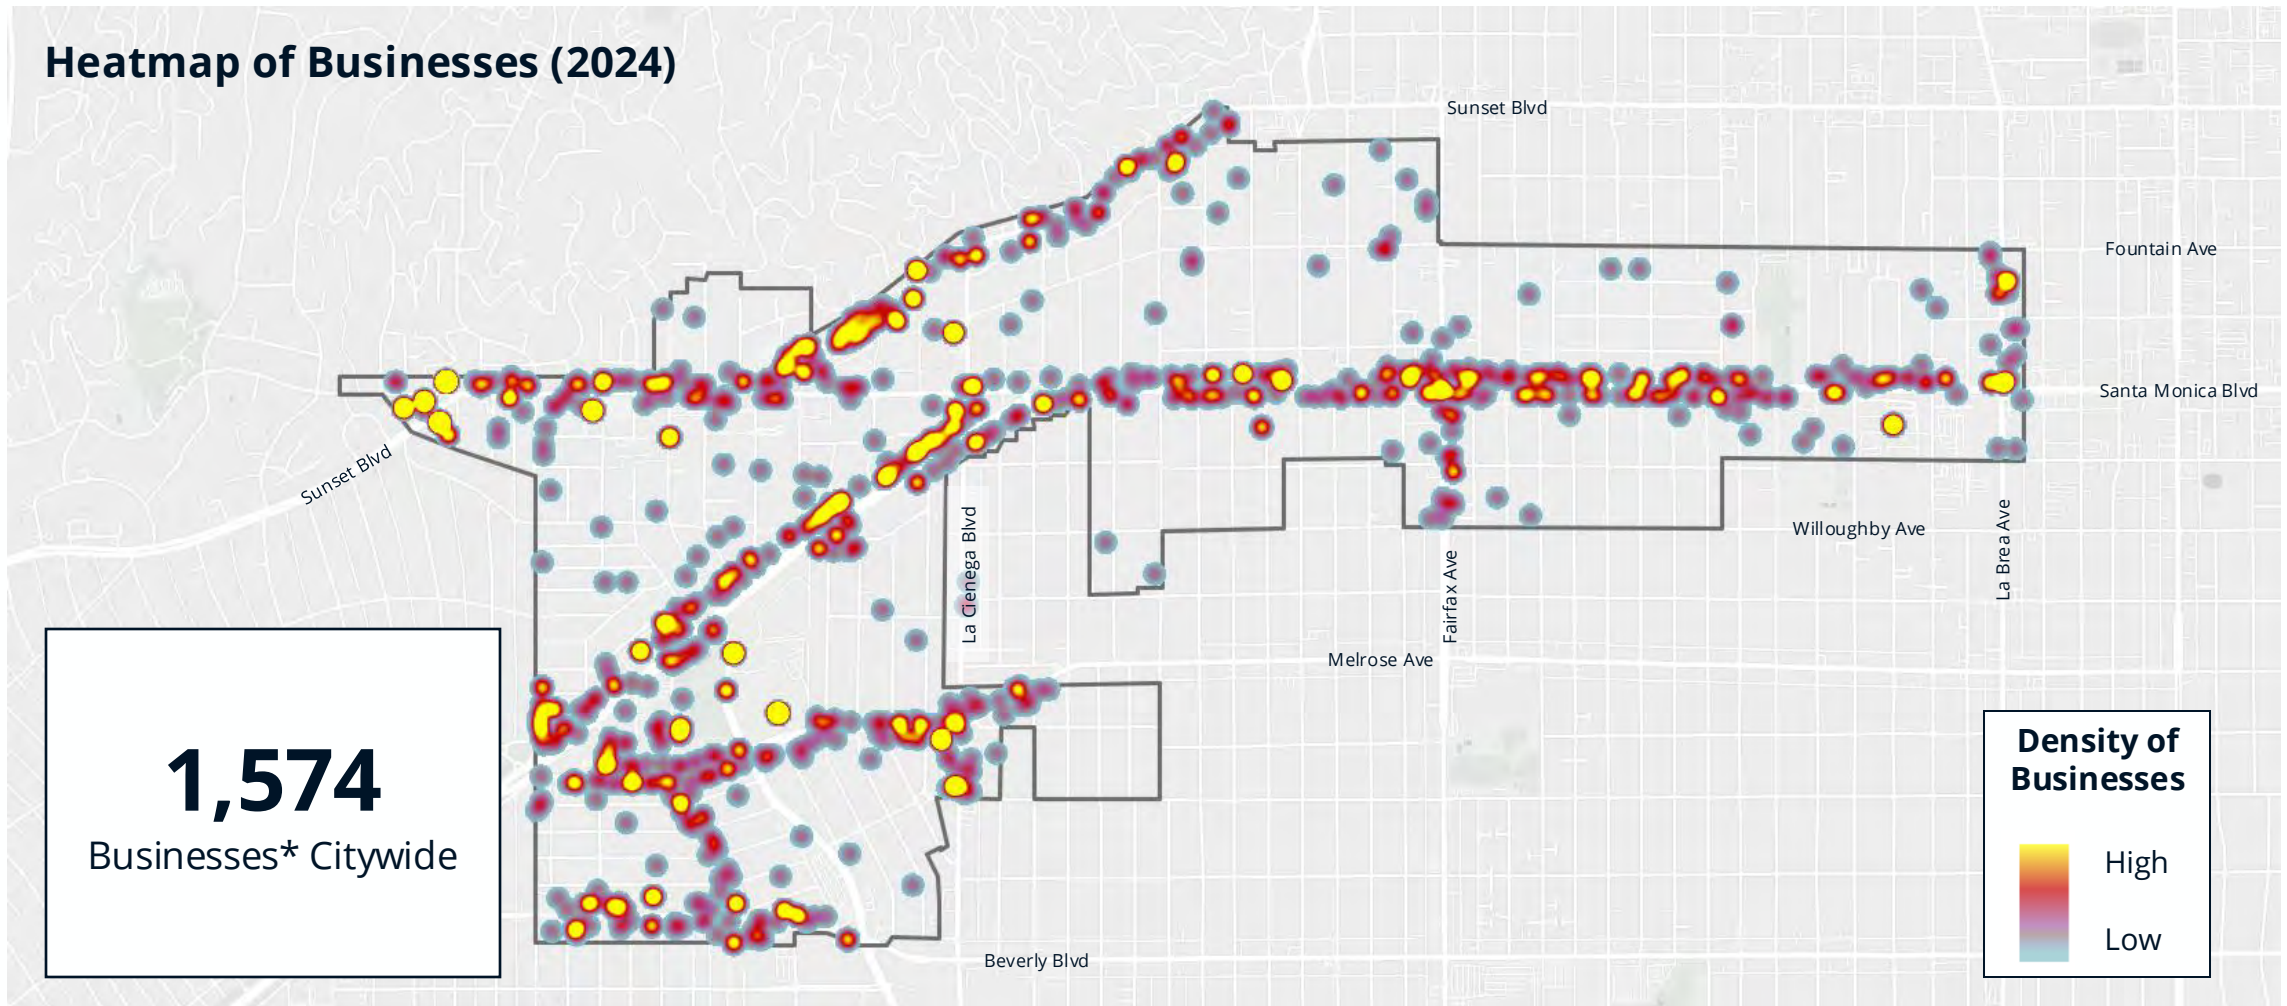 Heatmap of Businesses (2024)
Sunset Blvd
Fountain Ave
Santa Monica Blvd
Sunset Blvd
La Cienega Blvd
Fairfax Ave
Willoughby Ave
La Brea Ave
Melrose Ave
1,574
Businesses* Citywide
Density of
Businesses
High
Low
Beverly Blvd